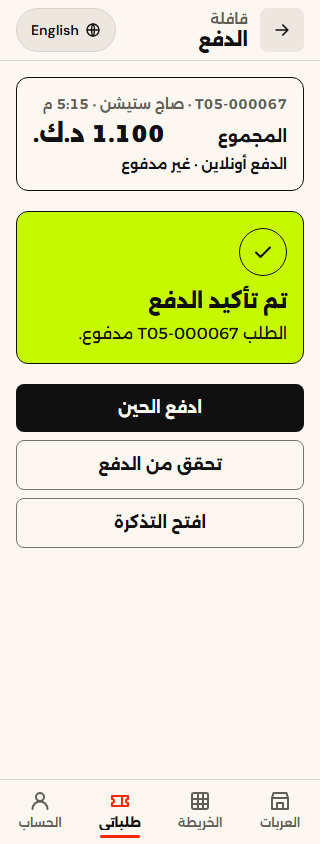 قافلة
الدفع
English
T05-000067 · صاج ستيشن · 5:15 م
المجموع 1.100 د.ك.
الدفع أونلاين · غير مدفوع
تم تأكيد الدفع
الطلب T05-000067 مدفوع.
ادفع الحين
تحقق من الدفع
افتح التذكرة
العربات
الخريطة
طلباتي
الحساب